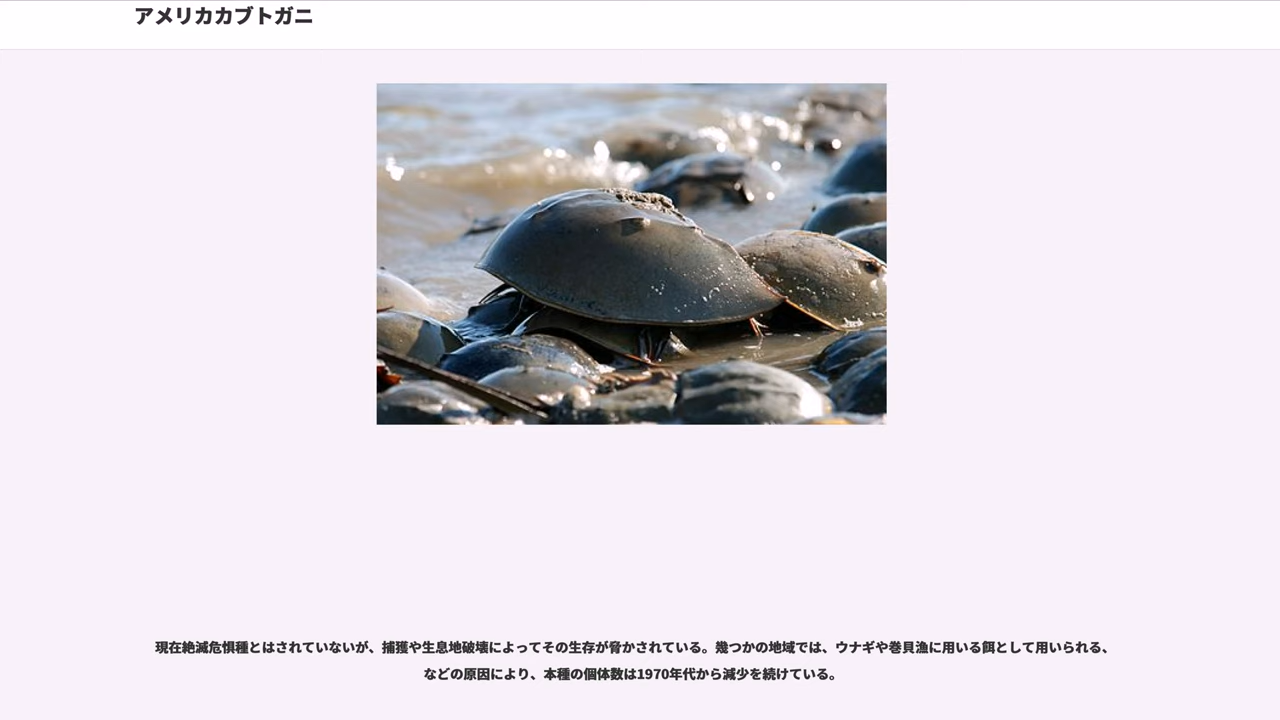 アメリカカブトガニ
現在絶滅危惧種とはされていないが、捕獲や生息地破壊によってその生存が脅かされている。幾つかの地域では、ウナギや巻貝漁に用いる餌として用いられる、
などの原因により、本種の個体数は1970年代から減少を続けている。